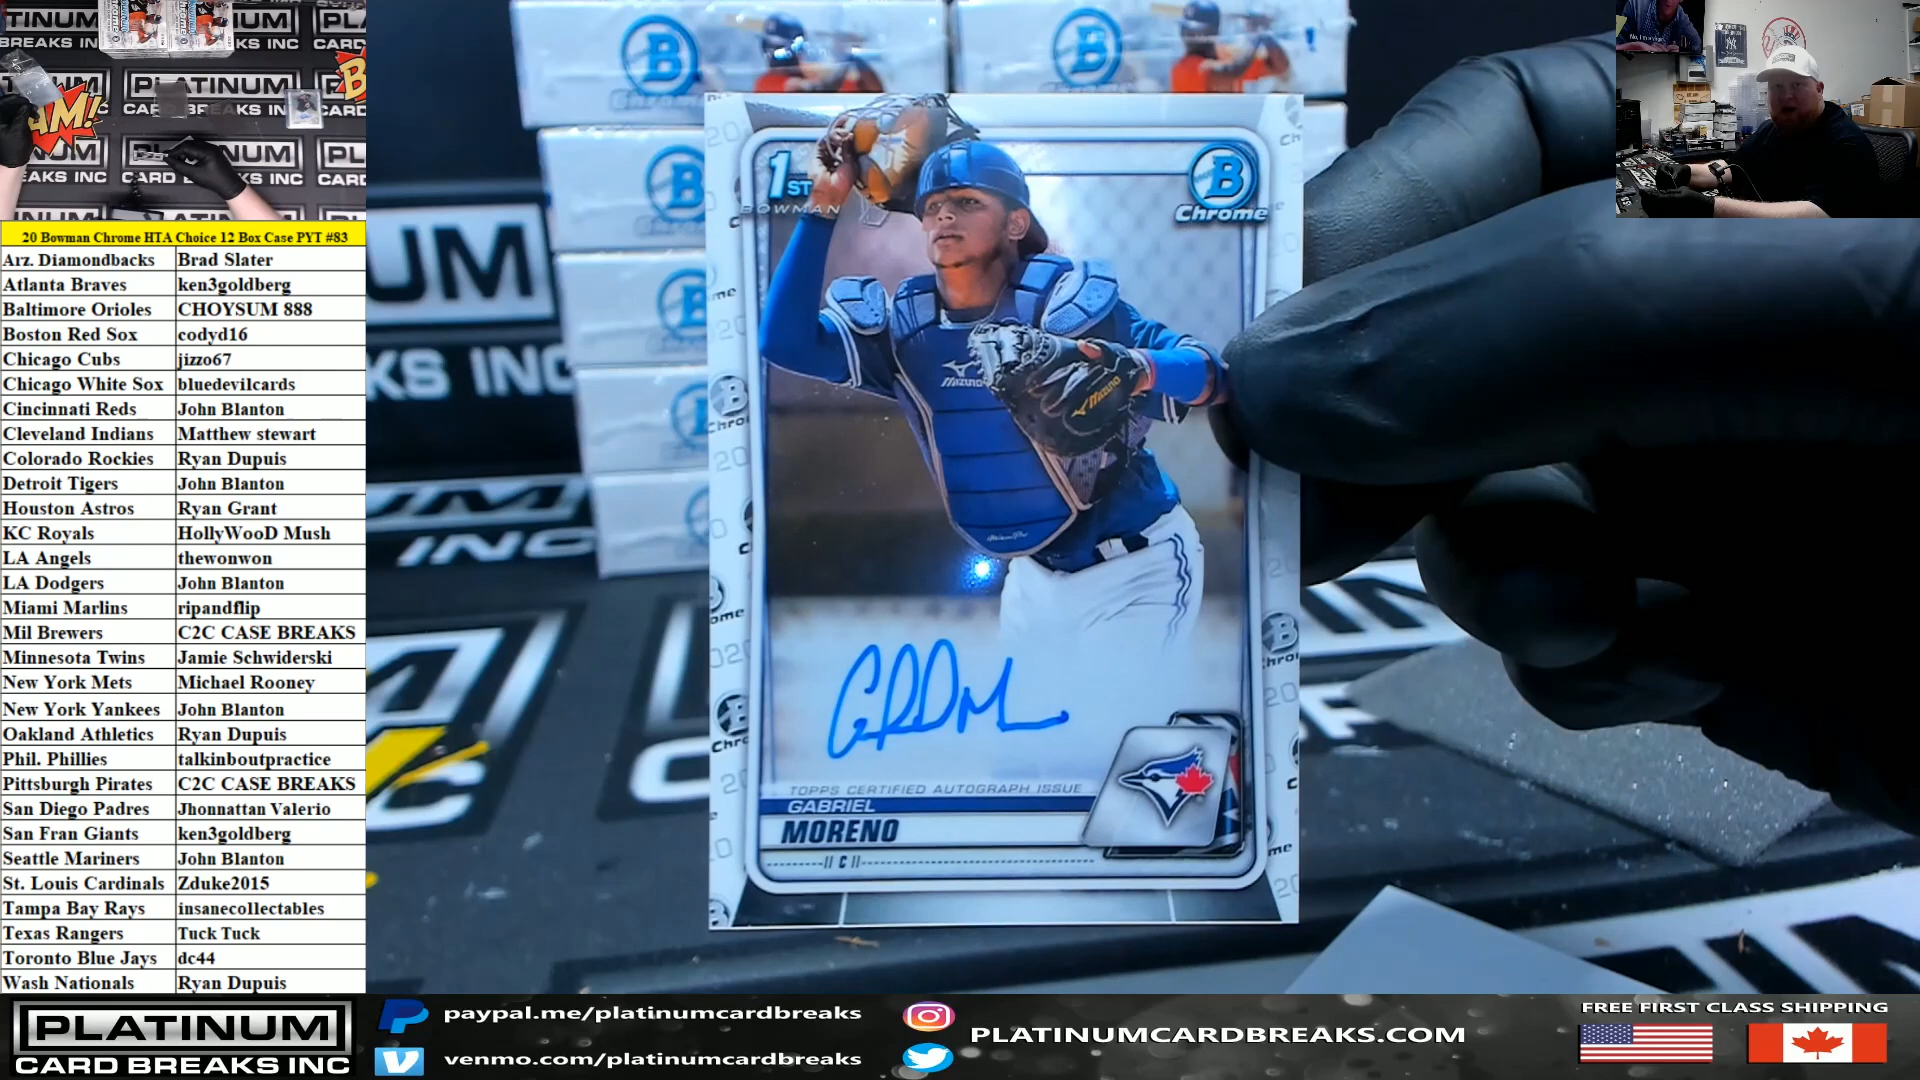 PLATINUM
CARD BREAKS INC
20 Bowman Chrome HTA Choice 12 Box Case PYT #83
Arz. Diamondbacks Brad Slater
Atlanta Braves ken3goldberg
Baltimore Orioles CHOYSUM 888
Boston Red Sox codyd16
Chicago Cubs jizzo67
Chicago White Sox bluedevilcards
Cincinnati Reds John Blanton
Cleveland Indians Matthew stewart
Colorado Rockies Ryan Dupuis
Detroit Tigers John Blanton
Houston Astros Ryan Grant
KC Royals HollyWooD Mush
LA Angels thewonwon
LA Dodgers John Blanton
Miami Marlins ripandflip
Mil Brewers C2C CASE BREAKS
Minnesota Twins Jamie Schwiderski
New York Mets Michael Rooney
New York Yankees John Blanton
Oakland Athletics Ryan Dupuis
Phil. Phillies talkinboutpractice
Pittsburgh Pirates C2C CASE BREAKS
San Diego Padres Jhonnattan Valerio
San Fran Giants ken3goldberg
Seattle Mariners John Blanton
St. Louis Cardinals Zduke2015
Tampa Bay Rays insanecollectables
Texas Rangers Tuck Tuck
Toronto Blue Jays dc44
Wash Nationals Ryan Dupuis
1ST
BOWMAN
B
Chrome
MIZUNO
MIZUNO
TOPPS CERTIFIED AUTOGRAPH ISSUE
GABRIEL
MORENO
C
PLATINUM
CARD BREAKS INC
paypal.me/platinumcardbreaks
venmo.com/platinumcardbreaks
PLATINUMCARDBREAKS.COM
FREE FIRST CLASS SHIPPING